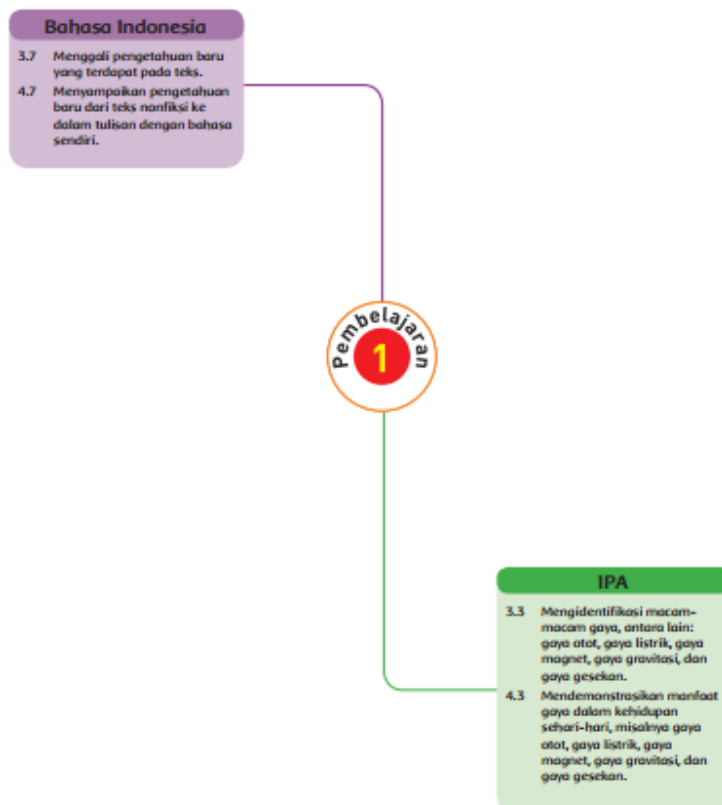 Bahasa Indonesia
3.7 Menggali pengetahuan baru
yang terdapat pada teks.
4.7 Menyampaikan pengetahuan
baru dari teks nonfiksi ke
dalam tulisan dengan bahasa
sendiri.
Pembelajaran
1
IPA
3.3 Mengidentifikasi macam-
macam gaya, antara lain:
gaya otot, gaya listrik, gaya
magnet, gaya gravitasi, dan
gaya gesekan.
4.3 Mendemonstrasikan manfaat
gaya dalam kehidupan
sehari-hari, misalnya gaya
otot, gaya listrik, gaya
magnet, gaya gravitasi, dan
gaya gesekan.